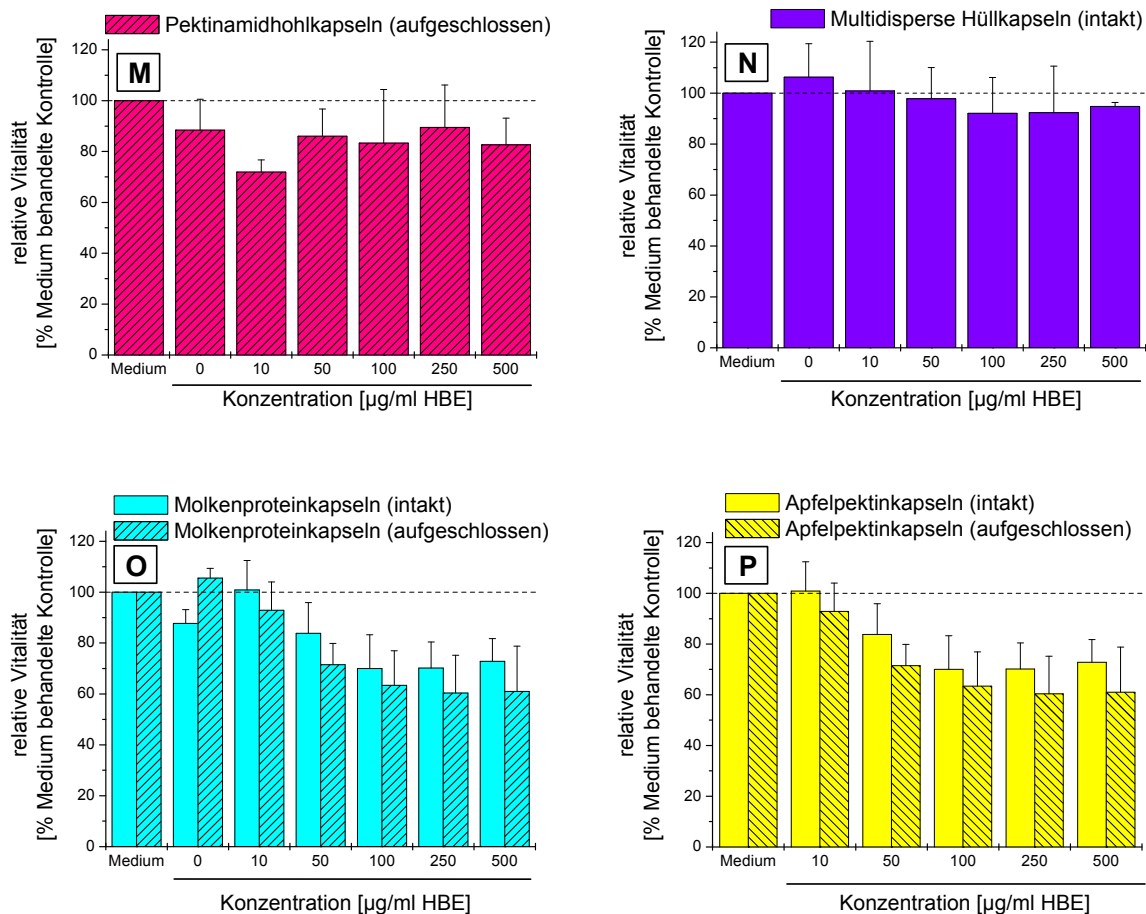 Pektinamidhohlkapseln (aufgeschlossen)
M
relative Vitalität
[% Medium behandelte Kontrolle]
120
100
80
60
40
20
0
Medium 0 10 50 100 250 500
Konzentration [µg/ml HBE]
Multidisperse Hüllkapseln (intakt)
N
relative Vitalität
[% Medium behandelte Kontrolle]
120
100
80
60
40
20
0
Medium 0 10 50 100 250 500
Konzentration [µg/ml HBE]
Molkenproteinkapseln (intakt)
Molkenproteinkapseln (aufgeschlossen)
O
relative Vitalität
[% Medium behandelte Kontrolle]
120
100
80
60
40
20
0
Medium 0 10 50 100 250 500
Konzentration [µg/ml HBE]
Apfelpektinkapseln (intakt)
Apfelpektinkapseln (aufgeschlossen)
P
relative Vitalität
[% Medium behandelte Kontrolle]
120
100
80
60
40
20
0
Medium 10 50 100 250 500
Konzentration [µg/ml HBE]